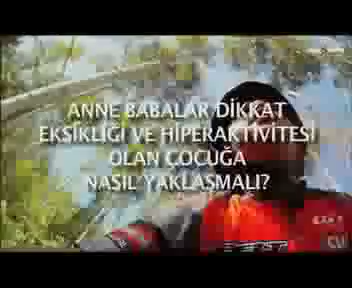 ANNE BABALAR DİKKAT
EKSİKLİĞİ VE HİPERAKTİVİTESİ
OLAN ÇOCUĞA
NASIL YAKLAŞMALI?